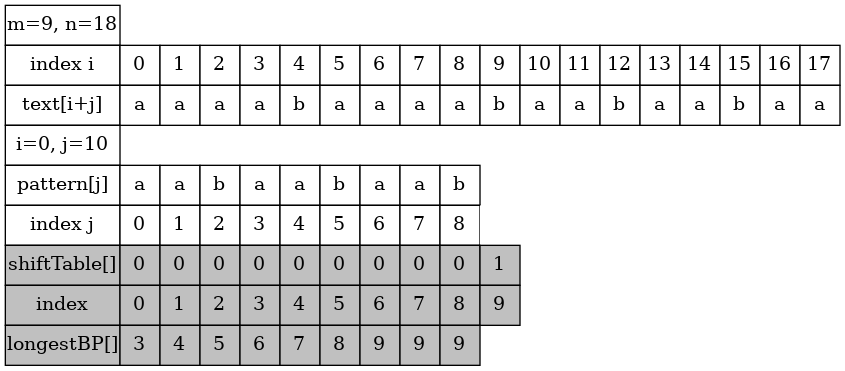 m=9, n=18
index i 0 1 2 3 4 5 6 7 8 9 10 11 12 13 14 15 16 17
text[i+j] a a a a b a a a a b a a b a a b a a
i=0, j=10
pattern[j] a a b a a b a a b
index j 0 1 2 3 4 5 6 7 8
shiftTable[] 0 0 0 0 0 0 0 0 0 1
index 0 1 2 3 4 5 6 7 8 9
longestBP[] 3 4 5 6 7 8 9 9 9